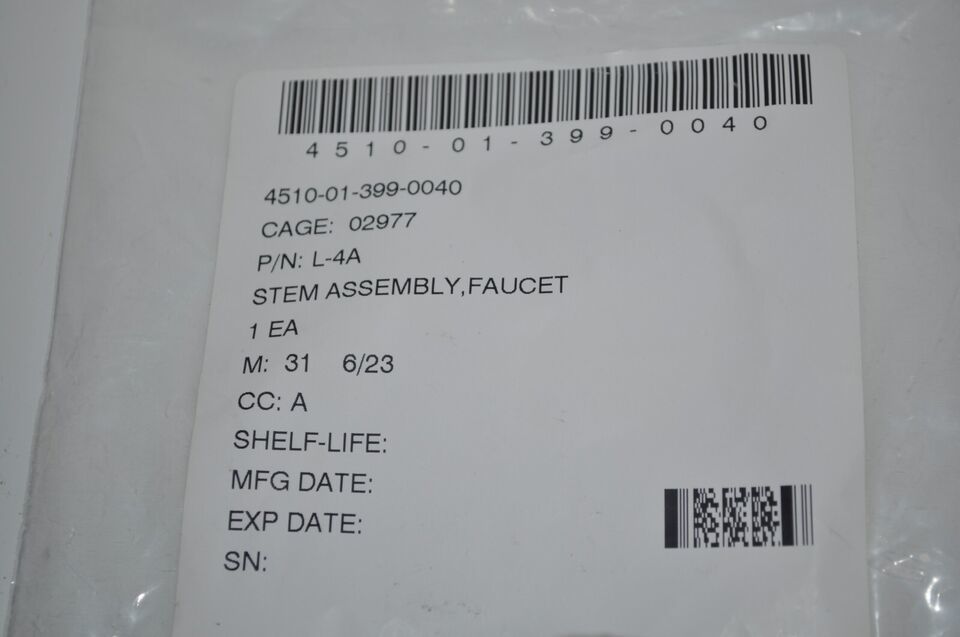 4510-01-399-0040
4510-01-399-0040
CAGE: 02977
P/N: L-4A
STEM ASSEMBLY,FAUCET
1 EA
M: 31 6/23
CC: A
SHELF-LIFE:
MFG DATE:
EXP DATE:
SN: